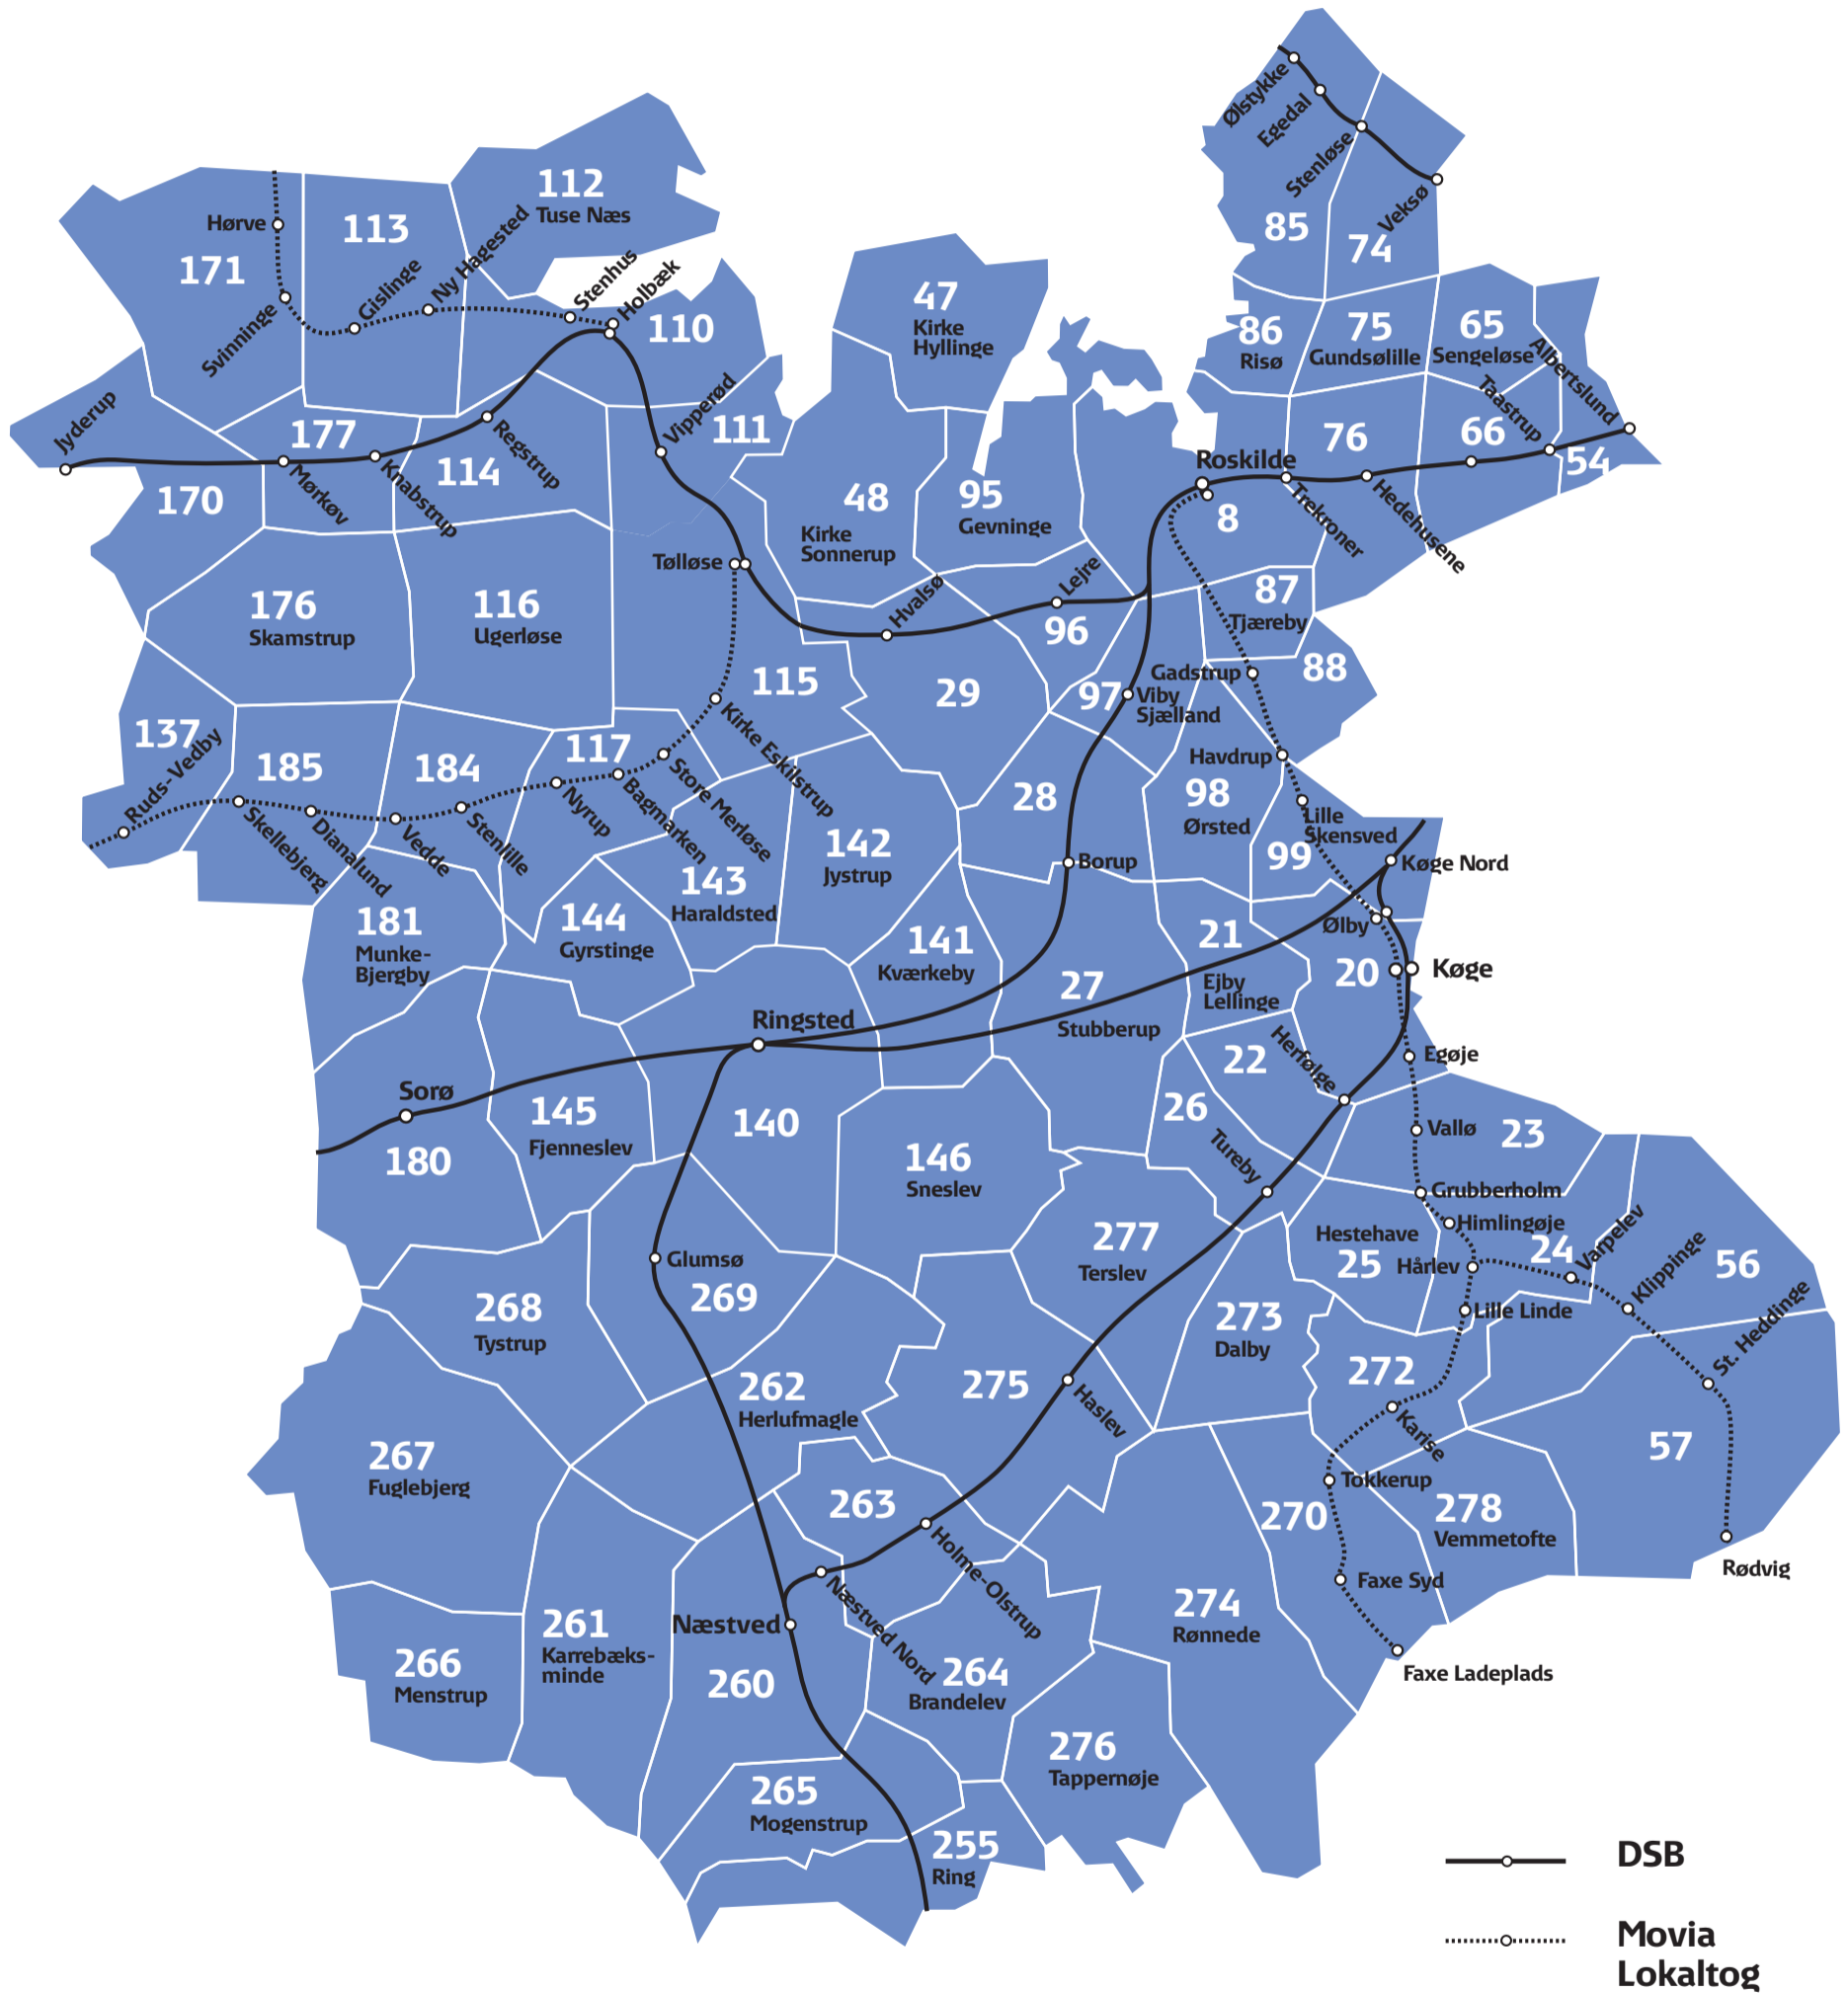 Ølstykke
Egedal
Stenløse
Veksø
85
74
112
Tuse Næs
Hørve
113
171
Svinninge
Gislinge
Ny Hagested
Stenhus
Holbæk
110
47
Kirke
Hyllinge
86
Risø
75
Gundsølille
65
Sengeløse
Albertslund
Taastrup
Jyderup
177
Mørkøv
Knabstrup
Regstrup
114
170
Vipperød
111
48
Kirke
Sonnerup
95
Gevninge
Roskilde
8
76
66
54
Trekroner
Hedehusene
Tølløse
176
Skamstrup
116
Ugerløse
Hvalsø
Lejre
96
87
Tjæreby
88
115
29
97
Viby
Sjælland
Gadstrup
Havdrup
137
Ruds-Vedby
185
184
117
Kirke Eskilstrup
Store Merløse
Bagmarken
Nyrup
Stenlille
Vedde
Dianalund
Skellebjerg
28
98
Ørsted
Lille
Skensved
99
Køge Nord
Borup
142
Jystrup
143
Haraldsted
144
Gyrstinge
181
Munke-
Bjergby
141
Kværkeby
21
Ejby
Lellinge
Ølby
20
Køge
27
Stubberup
Ringsted
22
Herfølge
Egøje
Sorø
145
Fjenneslev
140
26
Tureby
Vallø
23
180
146
Sneslev
Grubberholm
Himlingøje
Hestehave
25
Hårlev
24
Varpelev
Klippinge
56
277
Terslev
Glumsø
269
268
Tystrup
273
Dalby
Lille Linde
St. Heddinge
272
Karise
262
Herlufmagle
275
Haslev
57
267
Fuglebjerg
263
Holme-Olstrup
Tokkerup
270
278
Vemmetofte
Rødvig
Faxe Syd
Næstved
Næstved Nord
274
Rønnede
261
Karrebæks-
minde
266
Menstrup
260
264
Brandelev
Faxe Ladeplads
276
Tappernøje
265
Mogenstrup
255
Ring
DSB
Movia
Lokaltog